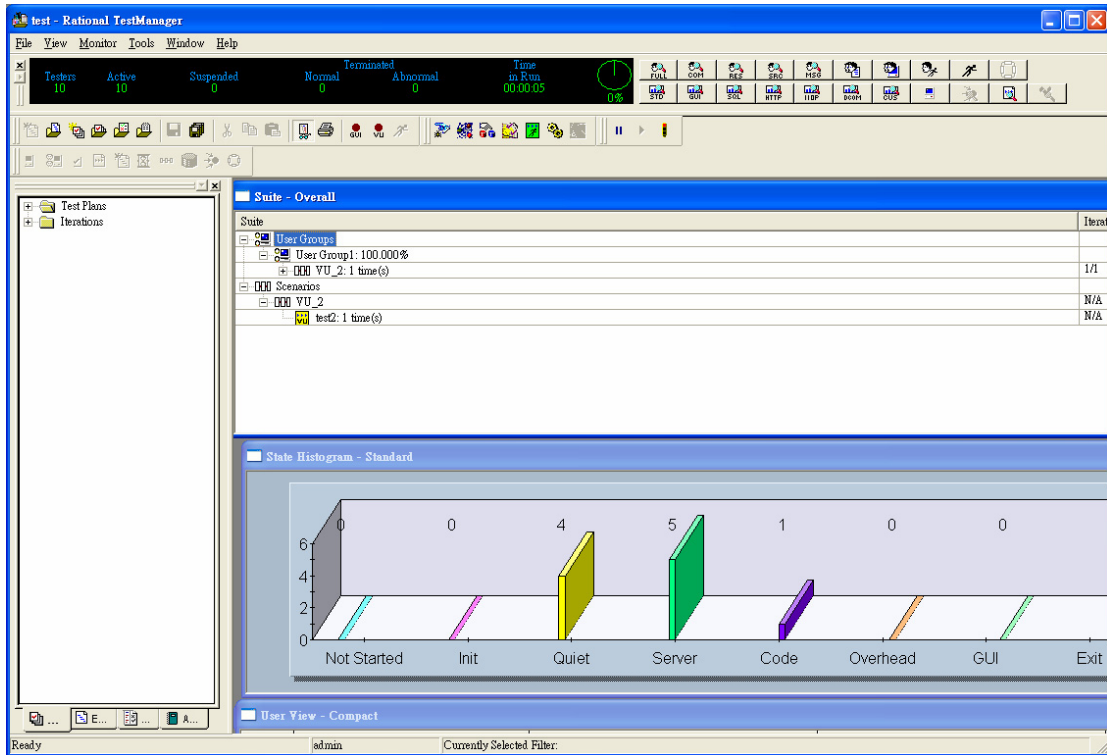 test - Rational TestManager
File View Monitor Tools Window Help
Terminated Time
Testers Active Suspended Normal Abnormal in Run
10 10 0 0 0 00:00:05 0%
FULL COM RES SRC MSG
STD GUI SQL HTTP IIOP DCOM CUS
GUI VU
Test Plans
Iterations
Suite - Overall
Suite Iterat
User Groups
User Group1: 100.000%
VU_2: 1 time(s) 1/1
Scenarios
VU_2 N/A
test2: 1 time(s) N/A
State Histogram - Standard
0 0 4 5 1 0 0
6
4
2
0
Not Started Init Quiet Server Code Overhead GUI Exit
... E... ... A...
User View - Compact
Ready admin Currently Selected Filter: